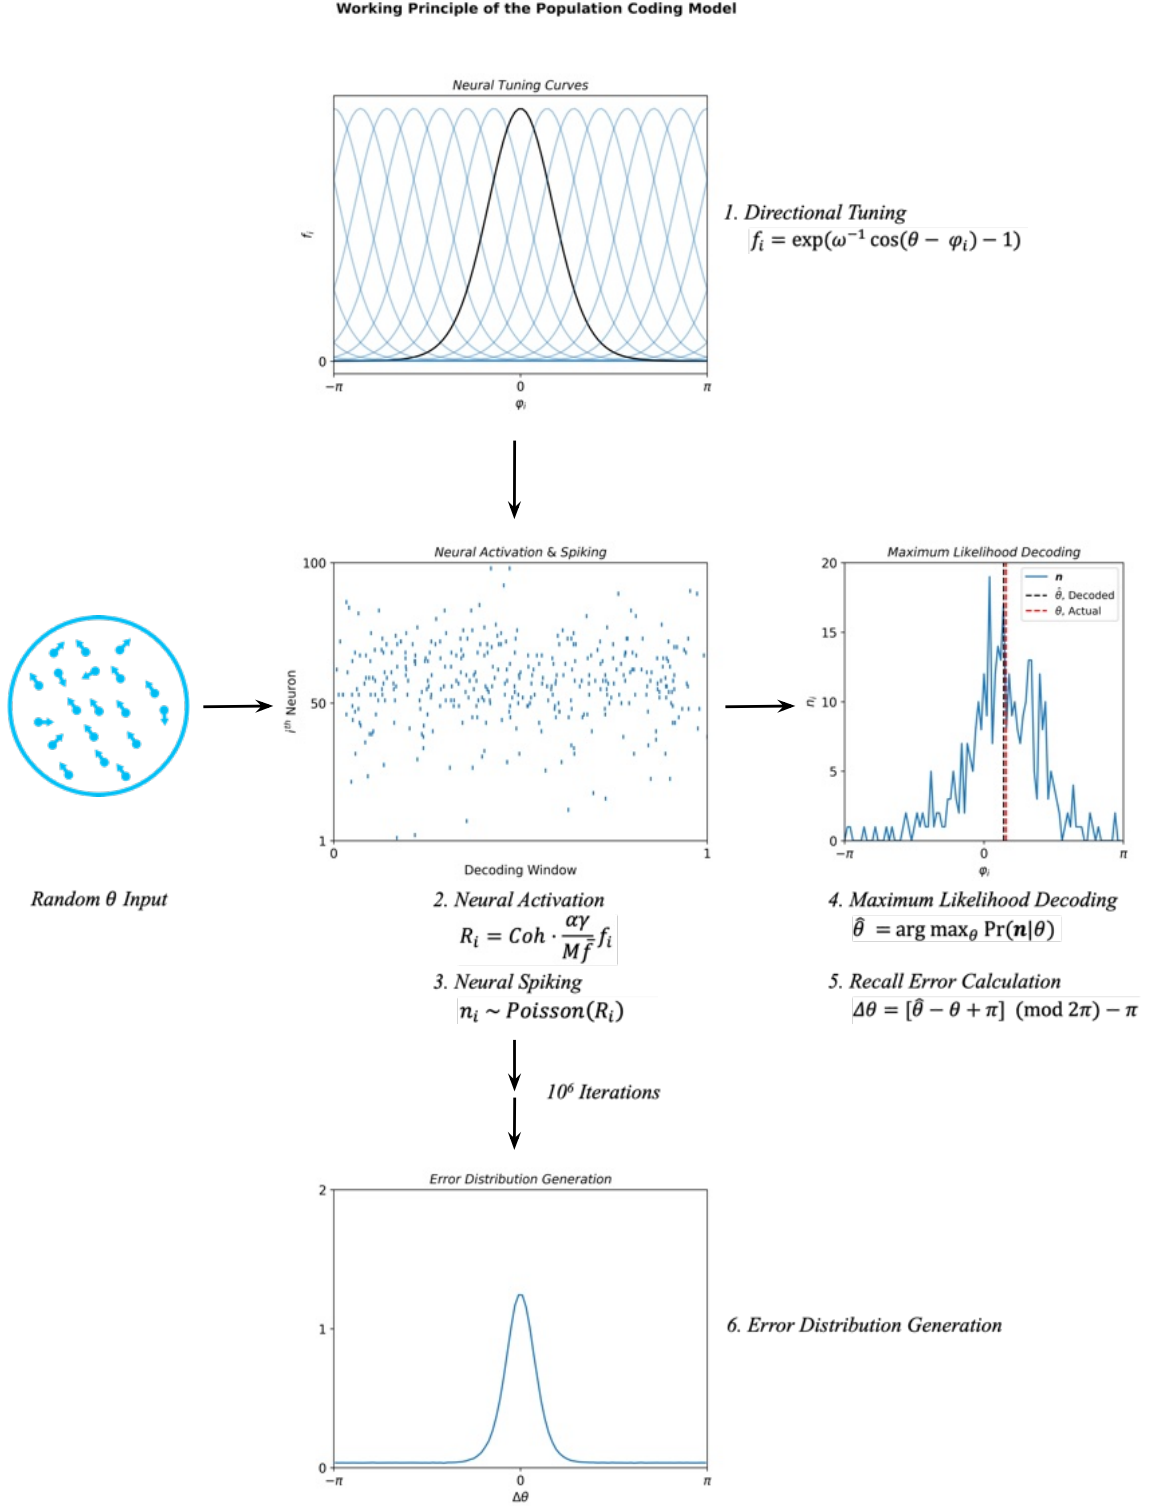 Working Principle of the Population Coding Model
Neural Tuning Curves
f_i
0
−π 0 π
φ_i
1. Directional Tuning
f_i = exp(ω⁻¹ cos(θ − φ_i) − 1)
Neural Activation & Spiking
100
50
1
i^th Neuron
0 1
Decoding Window
Random θ Input
2. Neural Activation
R_i = Coh · αγ/(M f̄) f_i
3. Neural Spiking
n_i ~ Poisson(R_i)
Maximum Likelihood Decoding
20
15
10
5
0
n_i
n
θ̂, Decoded
θ, Actual
−π 0 π
φ_i
4. Maximum Likelihood Decoding
θ̂ = arg max_θ Pr(n|θ)
5. Recall Error Calculation
Δθ = [θ̂ − θ + π] (mod 2π) − π
10⁶ Iterations
Error Distribution Generation
2
1
0
−π 0 π
Δθ
6. Error Distribution Generation